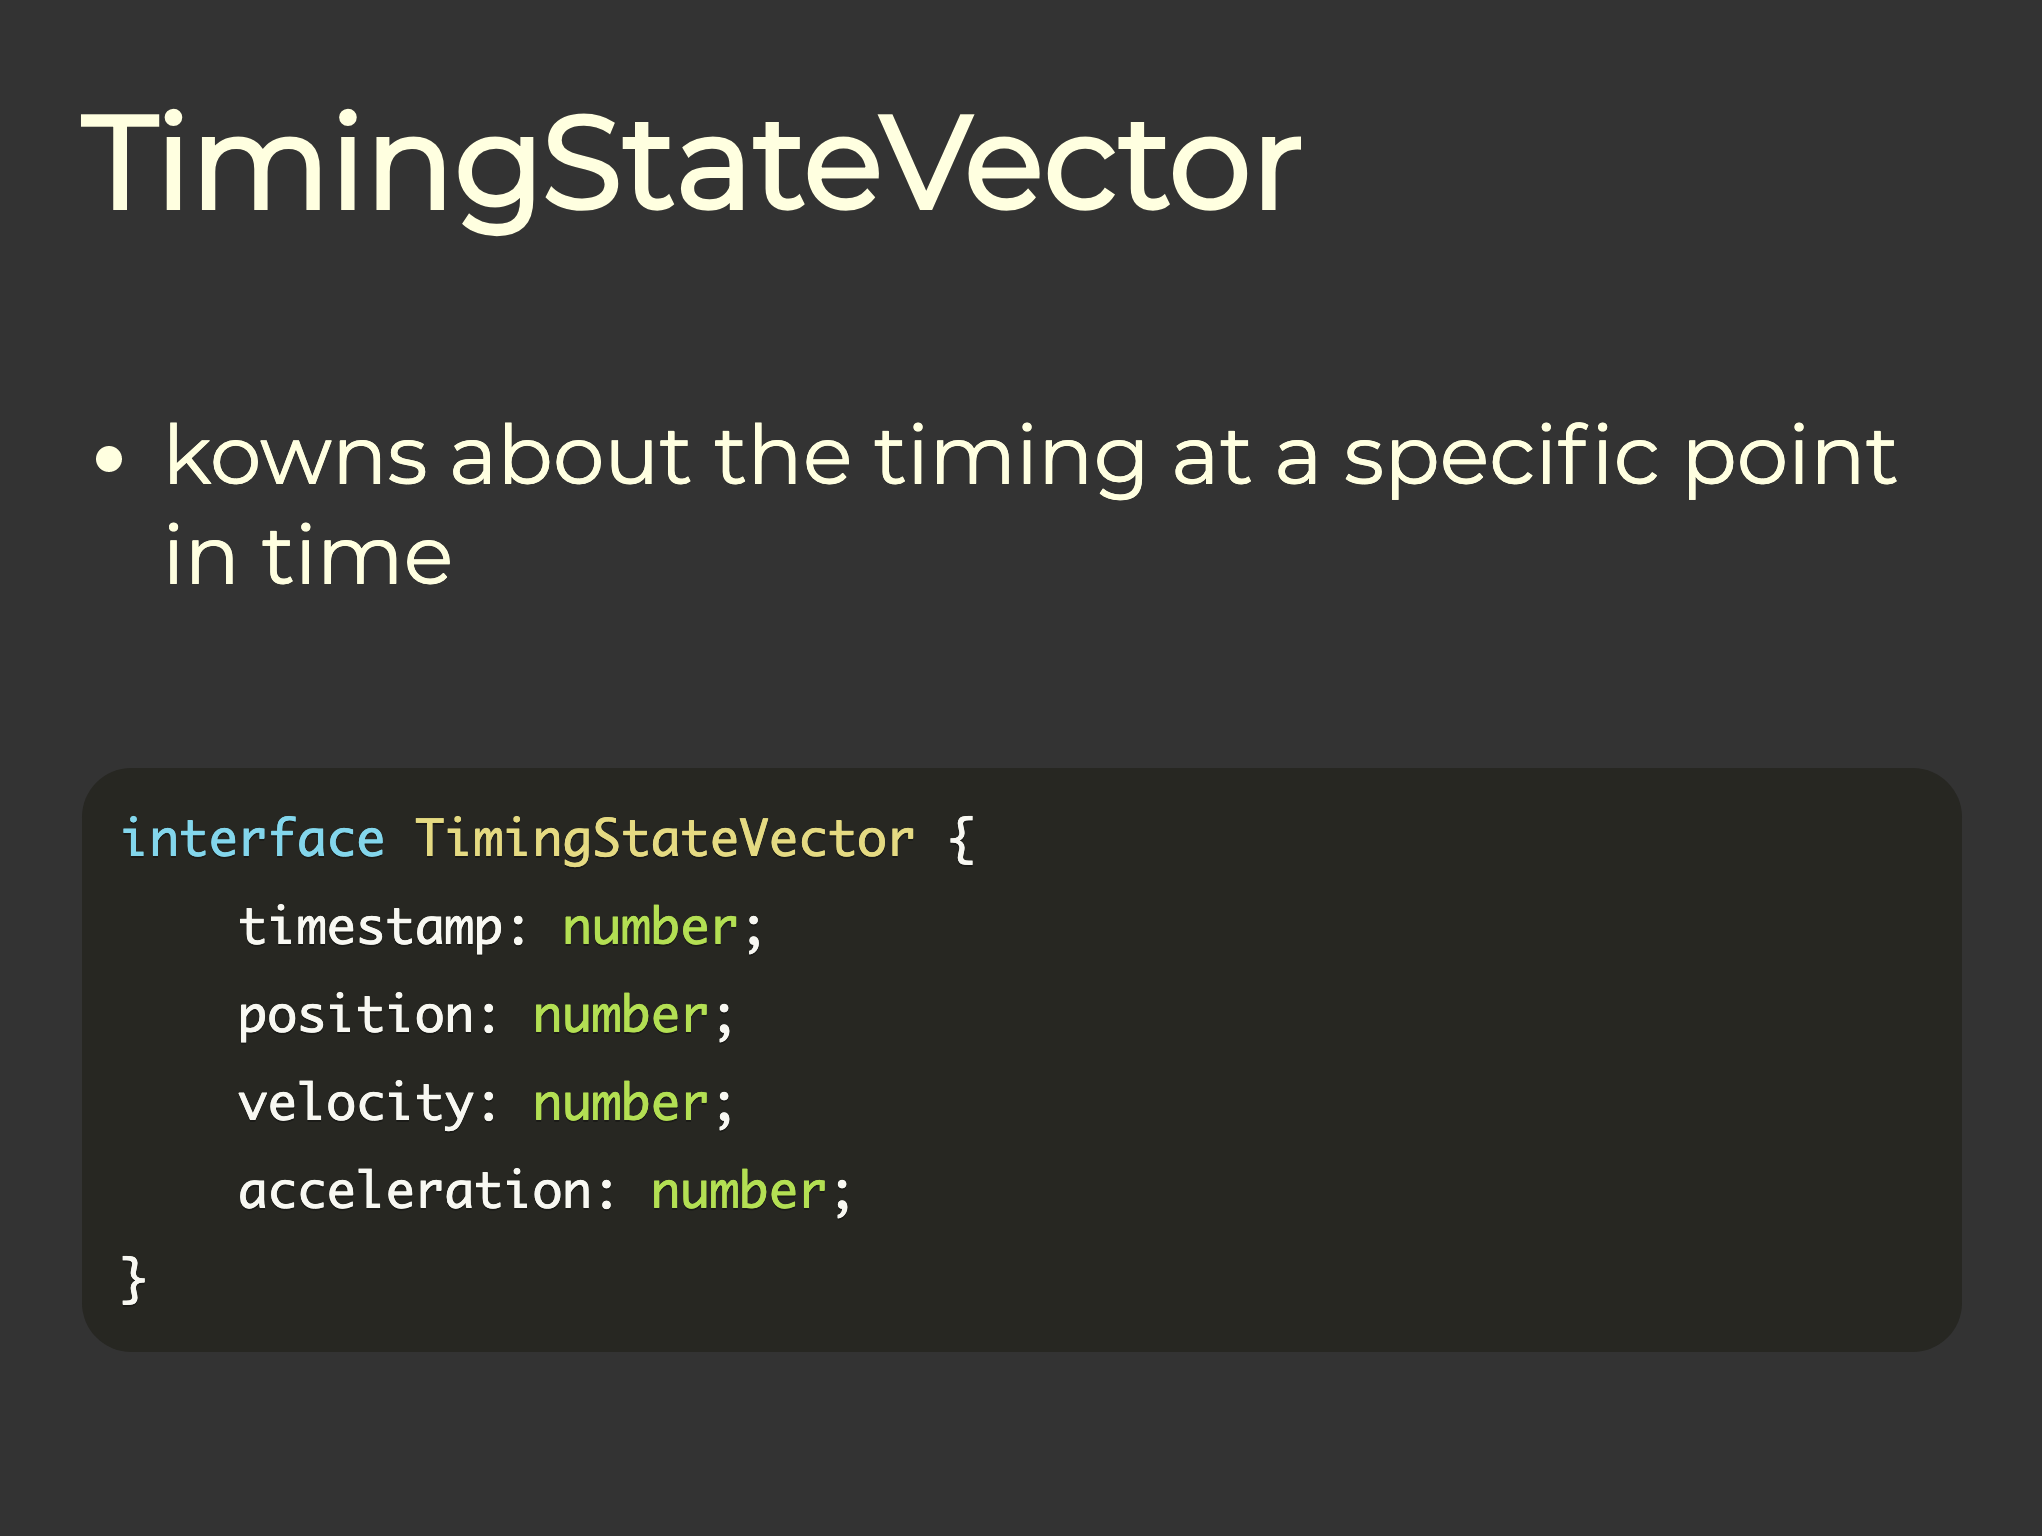 TimingStateVector
• kowns about the timing at a specific point
in time
interface TimingStateVector {
    timestamp: number;
    position: number;
    velocity: number;
    acceleration: number;
}